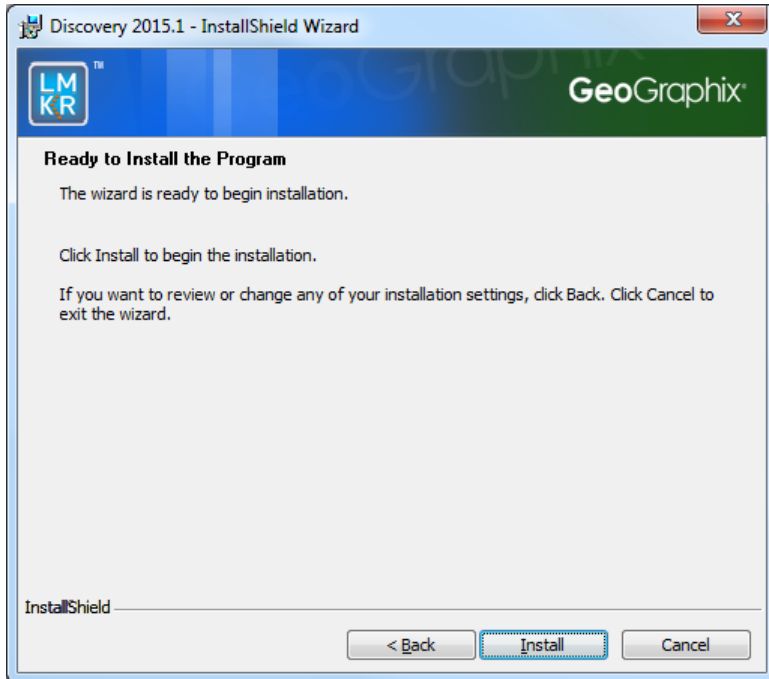 Discovery 2015.1 - InstallShield Wizard
LM
KR
TM
GeoGraphix
GeoGraphix®
Ready to Install the Program
The wizard is ready to begin installation.
Click Install to begin the installation.
If you want to review or change any of your installation settings, click Back. Click Cancel to
exit the wizard.
InstallShield
< Back
Install
Cancel